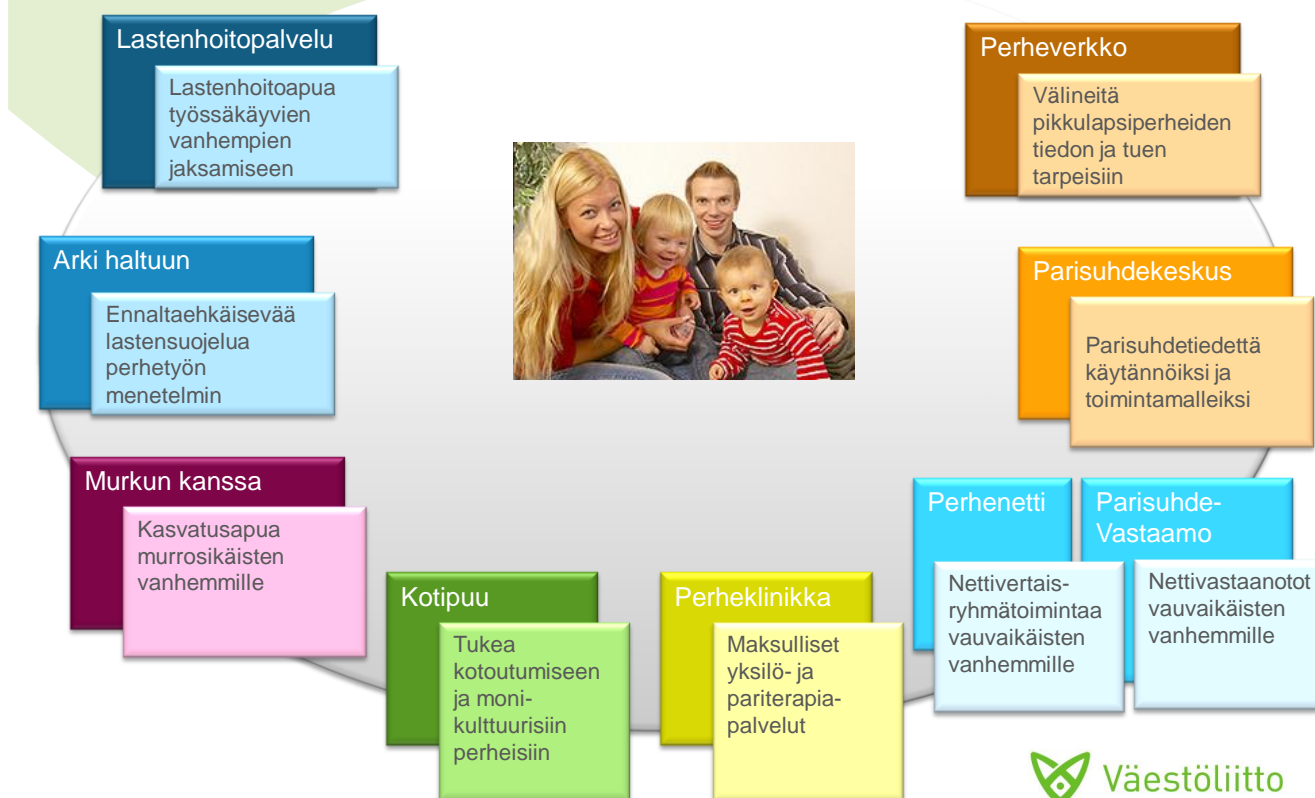 Lastenhoitopalvelu
Lastenhoitoapua
työssäkäyvien
vanhempien
jaksamiseen
Perheverkko
Välineitä
pikkulapsiperheiden
tiedon ja tuen
tarpeisiin
Arki haltuun
Ennaltaehkäisevää
lastensuojelua
perhetyön
menetelmin
Parisuhdekeskus
Parisuhdetiedettä
käytännöiksi ja
toimintamalleiksi
Murkun kanssa
Kasvatusapua
murrosikäisten
vanhemmille
Kotipuu
Tukea
kotoutumiseen
ja moni-
kulttuurisiin
perheisiin
Perheklinikka
Maksulliset
yksilö- ja
pariterapia-
palvelut
Perhenetti
Nettivertais-
ryhmätoimintaa
vauvaikäisten
vanhemmille
Parisuhde-
Vastaamo
Nettivastaanotot
vauvaikäisten
vanhemmille
Väestöliitto